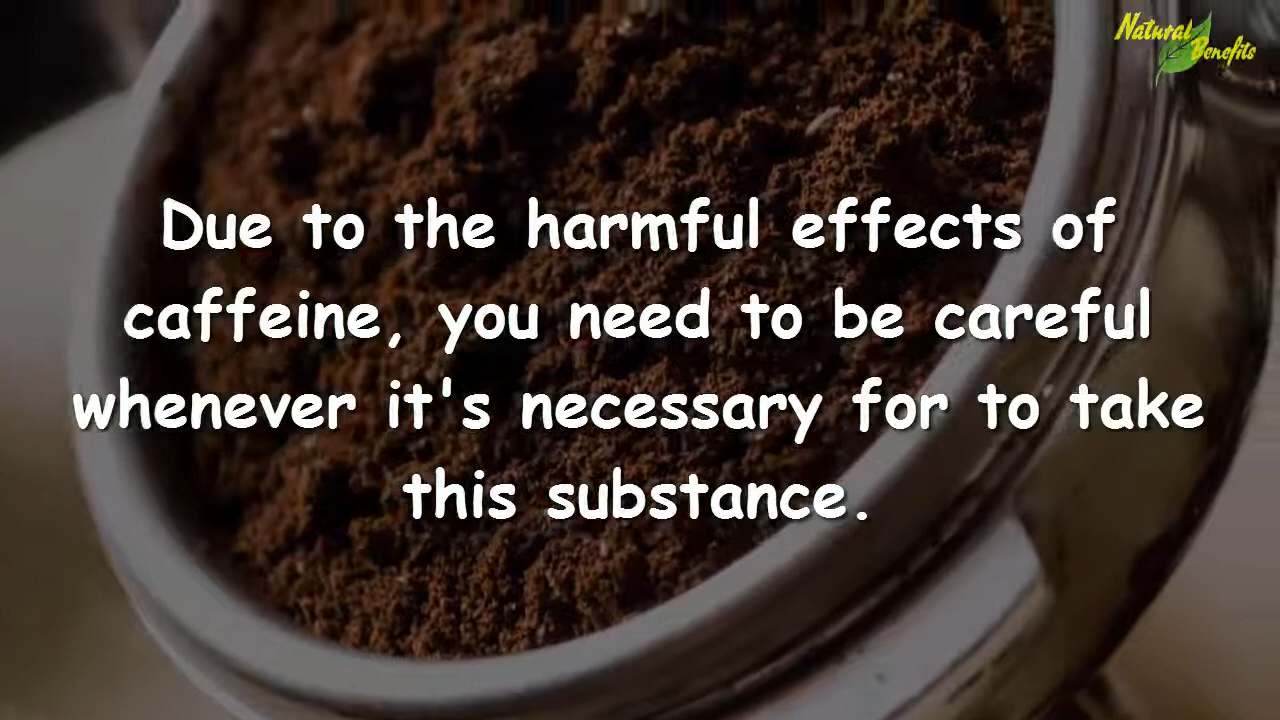 Natural
Benefits
Due to the harmful effects of
caffeine, you need to be careful
whenever it's necessary for to take
this substance.